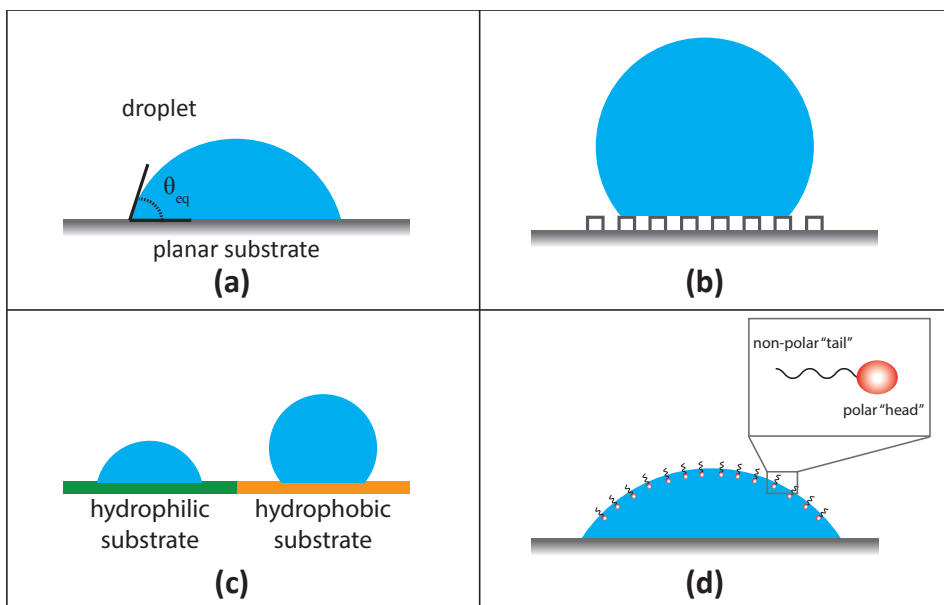 droplet
θeq
planar substrate
(a)
(b)
hydrophilic
substrate
hydrophobic
substrate
(c)
non-polar“tail”
polar “head”
(d)